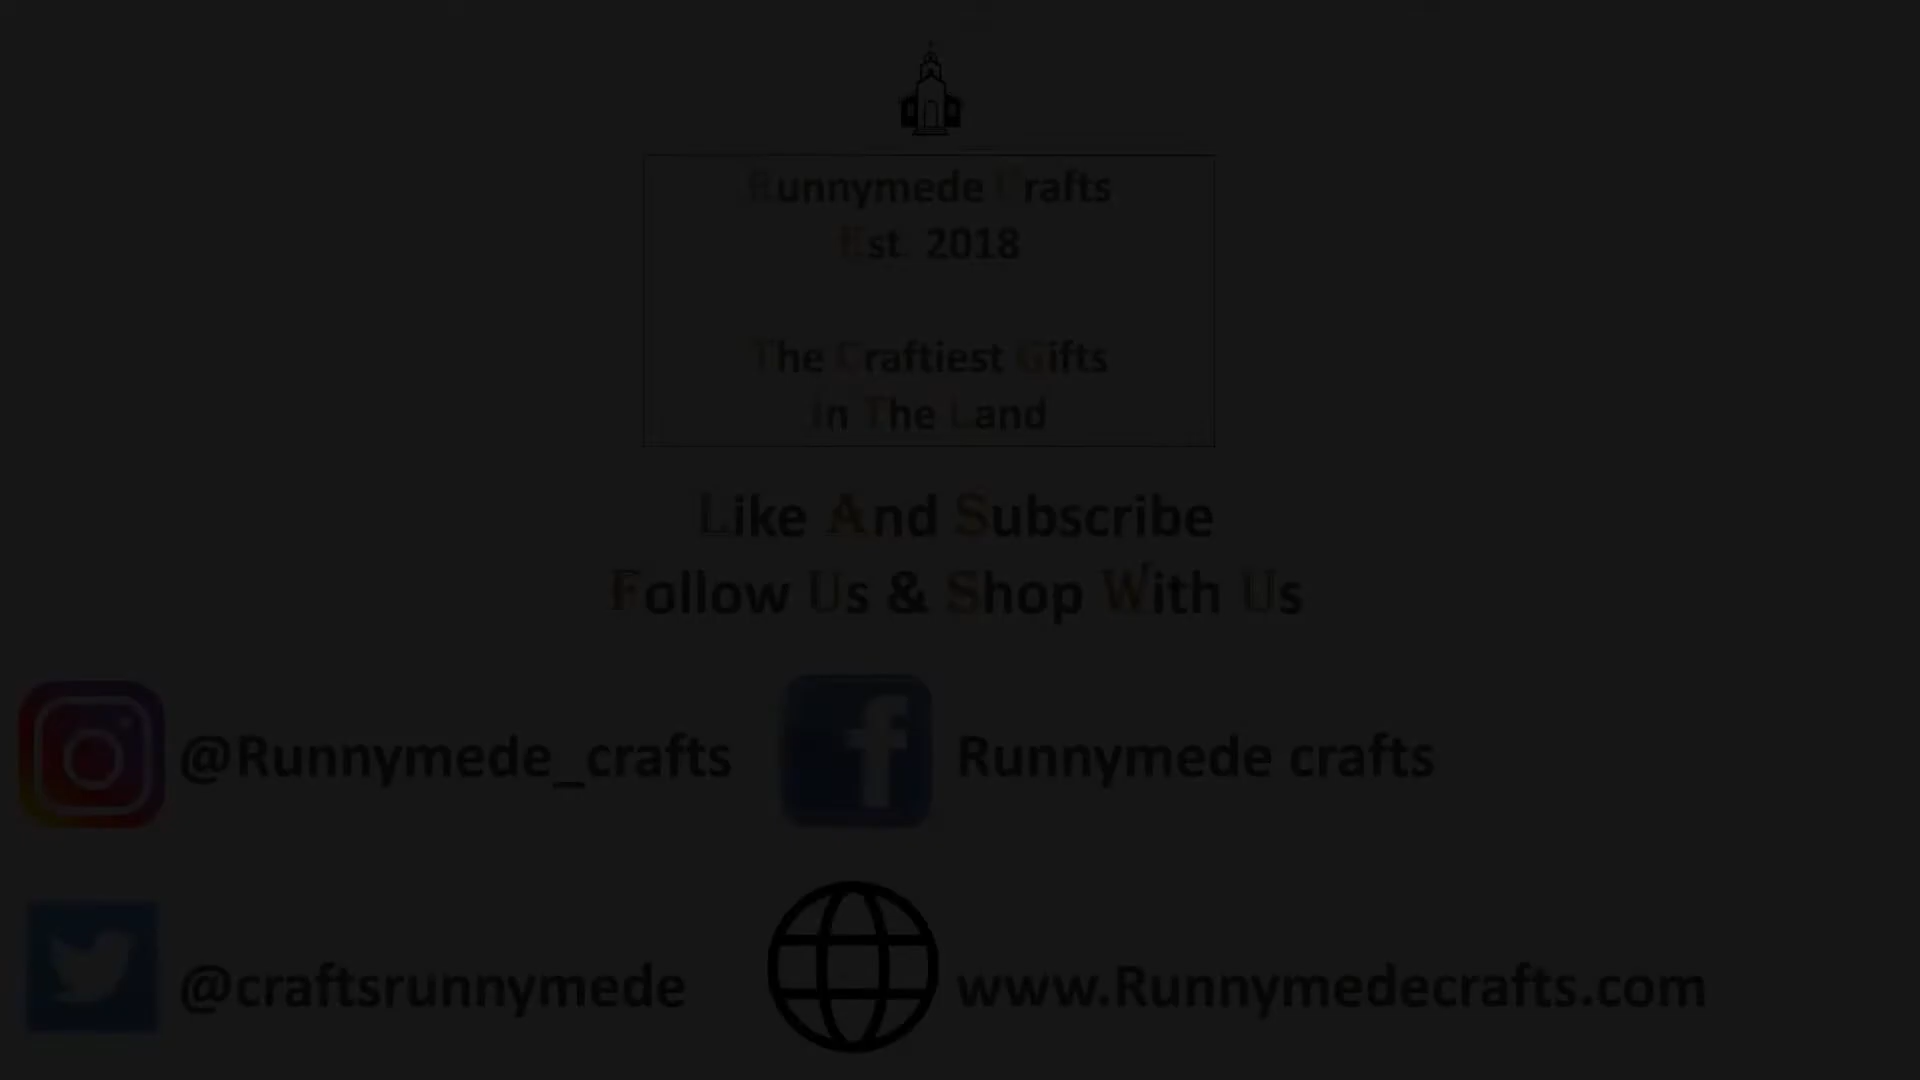 Runnymede Crafts
Est. 2018
The Craftiest Gifts
In The Land
Like And Subscribe
Follow Us & Shop With Us
@Runnymede_crafts
Runnymede crafts
@craftsrunnymede
www.Runnymedecrafts.com